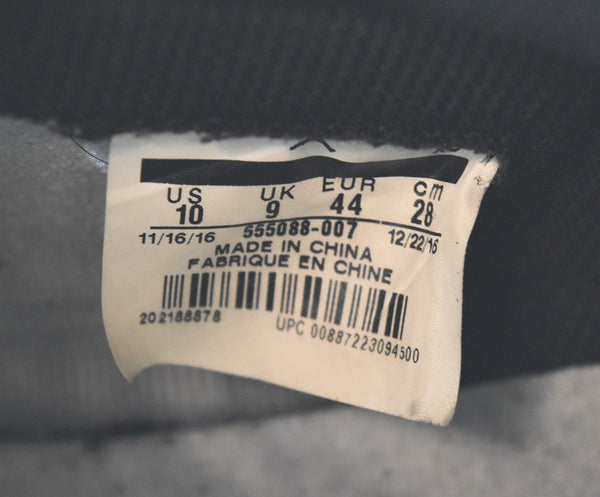 US UK EUR cm
10 9 44 28
555088-007
11/16/16 12/22/16
MADE IN CHINA
FABRIQUE EN CHINE
202188878
UPC 00887223094500